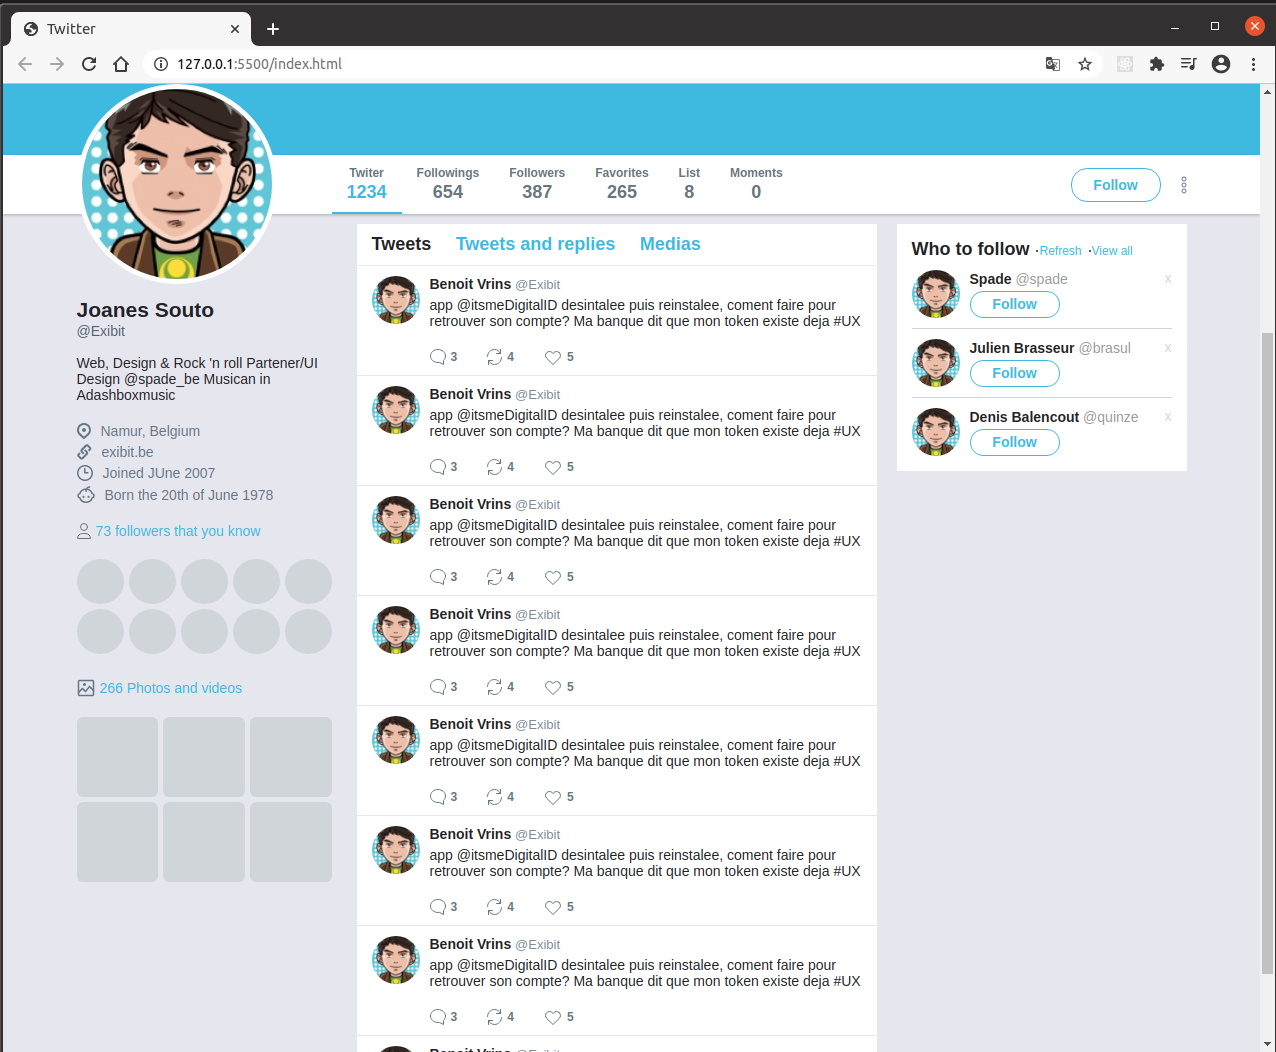 Twitter
127.0.0.1:5500/index.html
Twiter Followings Followers Favorites List Moments
1234 654 387 265 8 0
Follow
Joanes Souto
@Exibit
Web, Design & Rock 'n roll Partener/UI
Design @spade_be Musican in
Adashboxmusic
Namur, Belgium
exibit.be
Joined JUne 2007
Born the 20th of June 1978
73 followers that you know
266 Photos and videos
Tweets Tweets and replies Medias
Benoit Vrins @Exibit
app @itsmeDigitalID desintalee puis reinstalee, coment faire pour
retrouver son compte? Ma banque dit que mon token existe deja #UX
3 4 5
Benoit Vrins @Exibit
app @itsmeDigitalID desintalee puis reinstalee, coment faire pour
retrouver son compte? Ma banque dit que mon token existe deja #UX
3 4 5
Benoit Vrins @Exibit
app @itsmeDigitalID desintalee puis reinstalee, coment faire pour
retrouver son compte? Ma banque dit que mon token existe deja #UX
3 4 5
Benoit Vrins @Exibit
app @itsmeDigitalID desintalee puis reinstalee, coment faire pour
retrouver son compte? Ma banque dit que mon token existe deja #UX
3 4 5
Benoit Vrins @Exibit
app @itsmeDigitalID desintalee puis reinstalee, coment faire pour
retrouver son compte? Ma banque dit que mon token existe deja #UX
3 4 5
Benoit Vrins @Exibit
app @itsmeDigitalID desintalee puis reinstalee, coment faire pour
retrouver son compte? Ma banque dit que mon token existe deja #UX
3 4 5
Benoit Vrins @Exibit
app @itsmeDigitalID desintalee puis reinstalee, coment faire pour
retrouver son compte? Ma banque dit que mon token existe deja #UX
3 4 5
Benoit Vrins @Exibit
Who to follow ·Refresh ·View all
Spade @spade x
Follow
Julien Brasseur @brasul x
Follow
Denis Balencout @quinze x
Follow